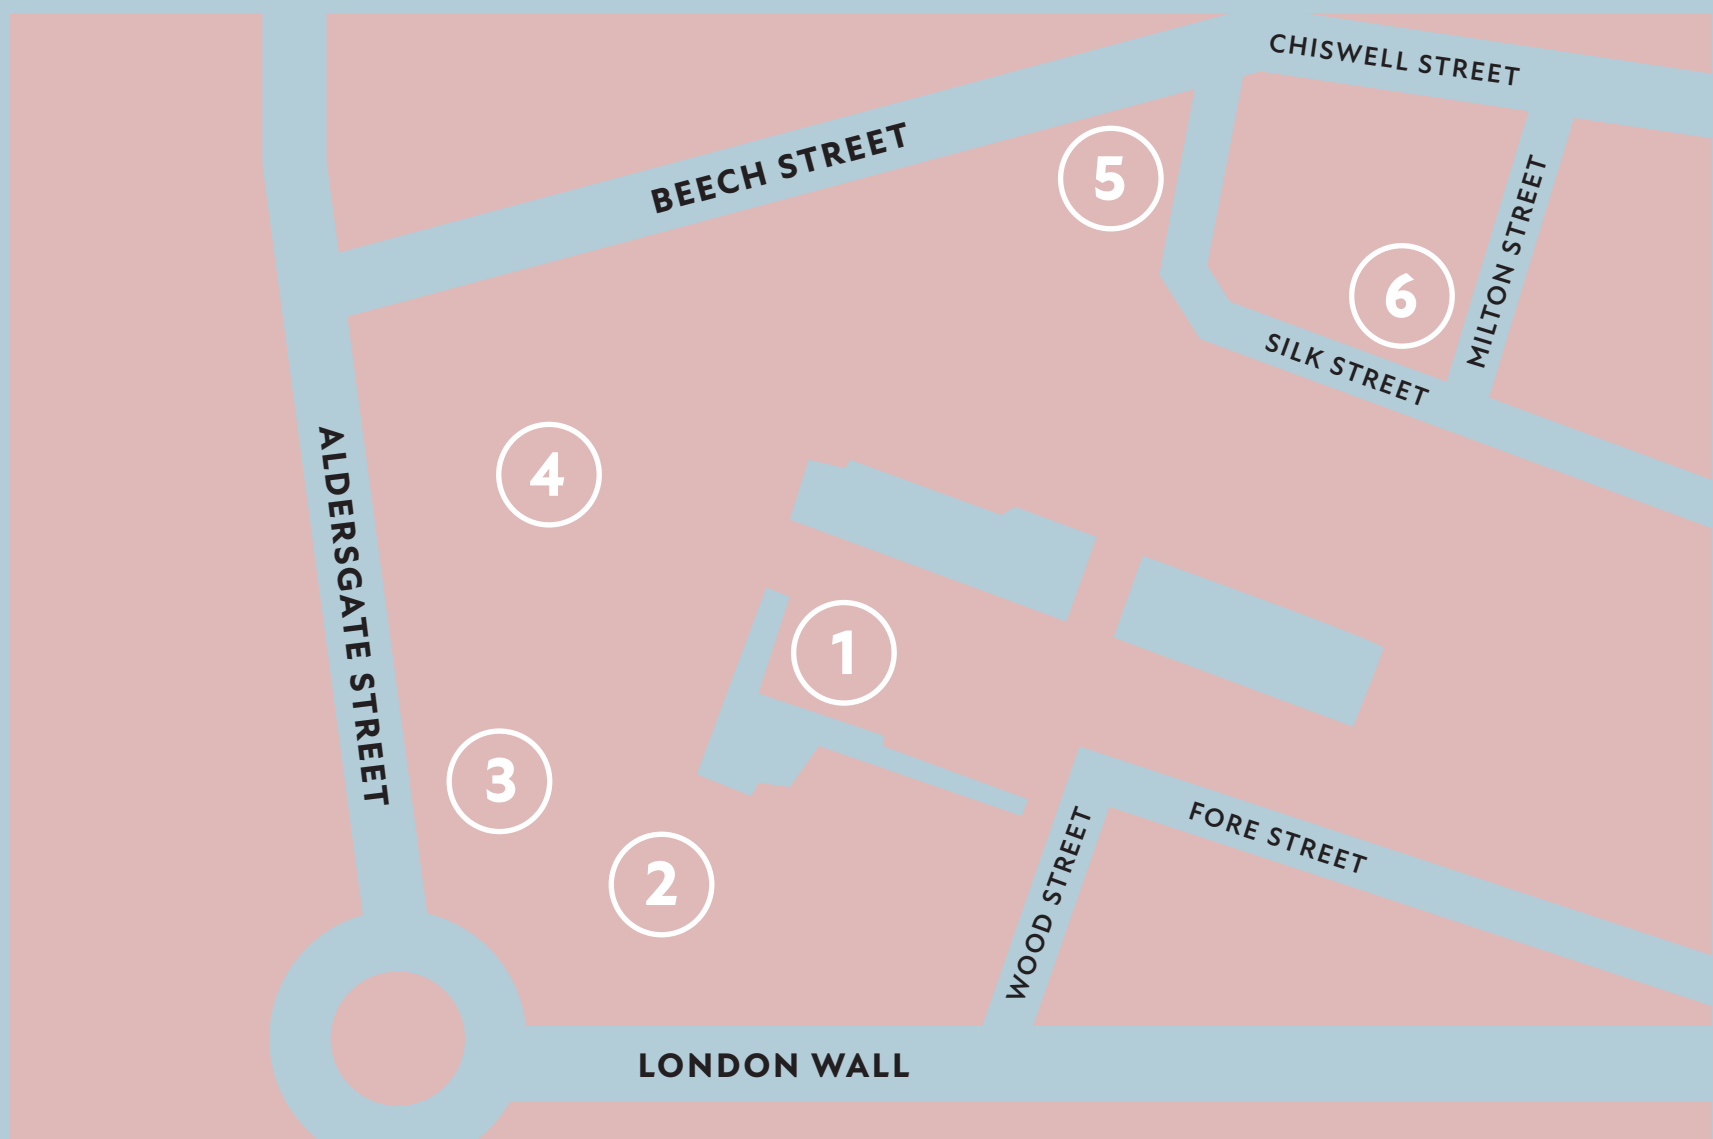 CHISWELL STREET
BEECH STREET
5
MILTON STREET
6
SILK STREET
ALDERSGATE STREET
4
1
3
2
WOOD STREET
FORE STREET
LONDON WALL